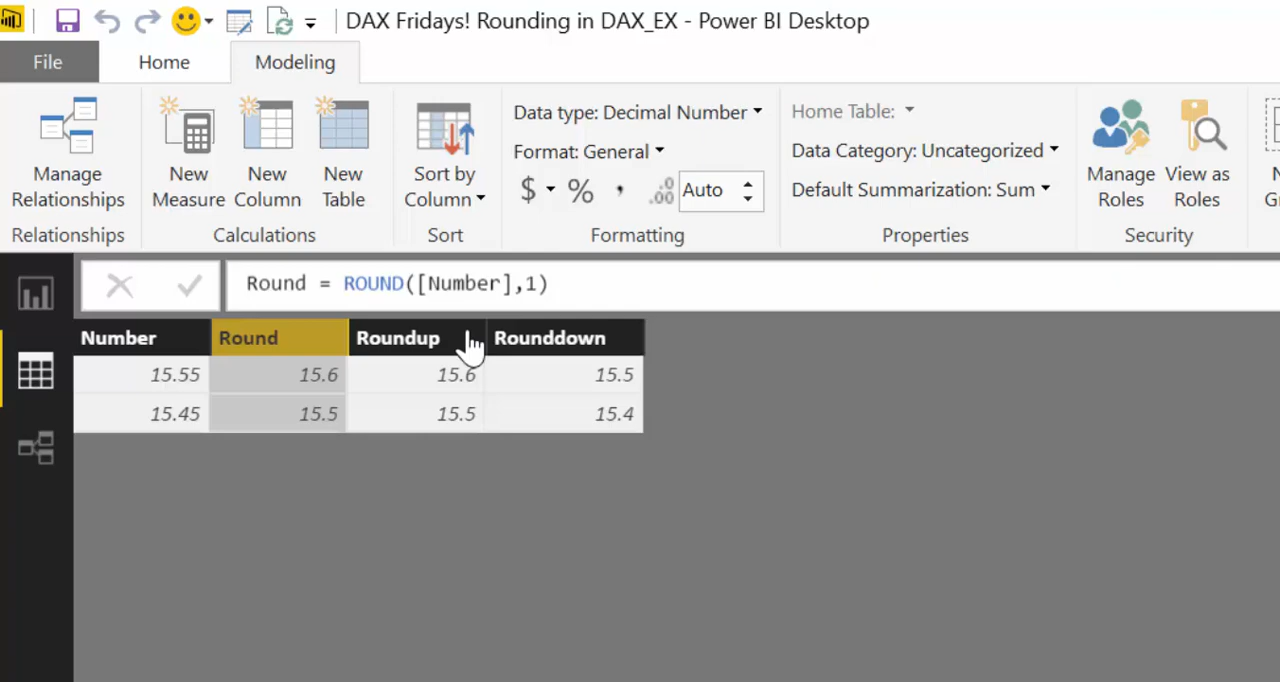 DAX Fridays! Rounding in DAX_EX - Power BI Desktop
File Home Modeling
Manage Relationships
New Measure
New Column
New Table
Sort by Column
Data type: Decimal Number
Format: General
$ % , .0 .00 Auto
Home Table:
Data Category: Uncategorized
Default Summarization: Sum
Manage Roles
View as Roles
Relationships Calculations Sort Formatting Properties Security
Round = ROUND([Number],1)
Number Round Roundup Rounddown
15.55 15.6 15.6 15.5
15.45 15.5 15.5 15.4